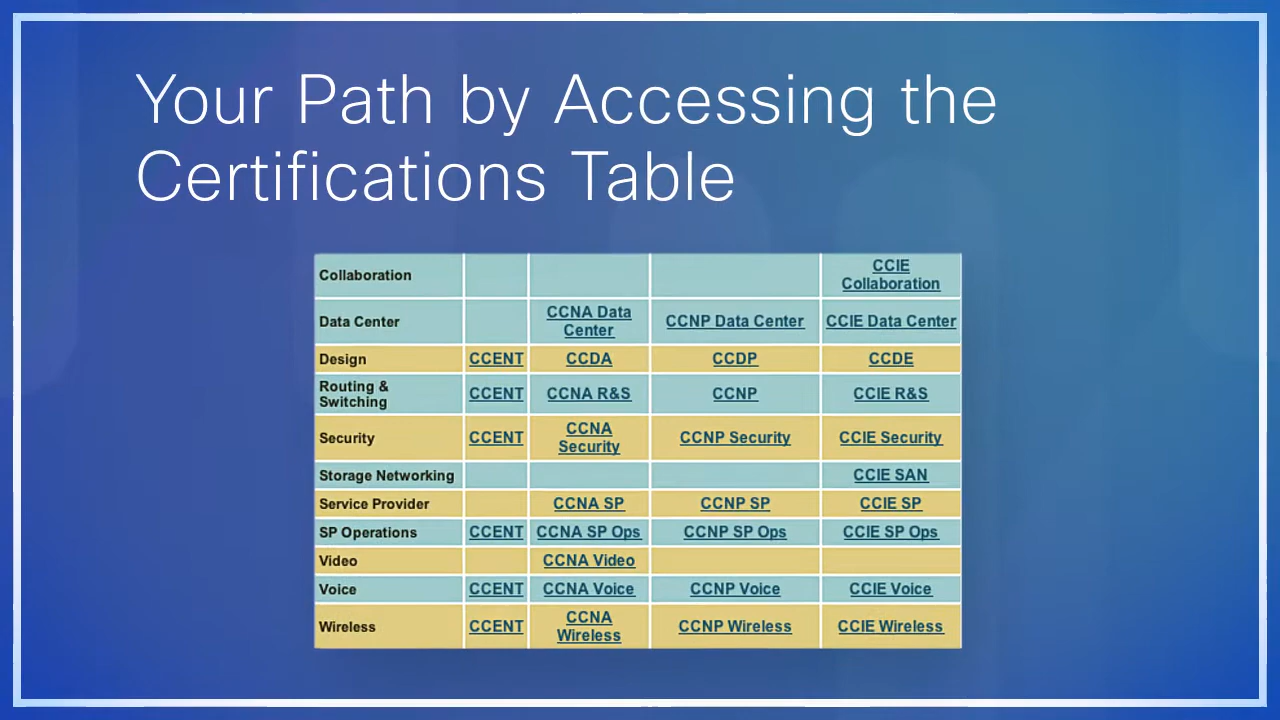 Your Path by Accessing the
Certifications Table
Collaboration CCIE Collaboration
Data Center CCNA Data Center CCNP Data Center CCIE Data Center
Design CCENT CCDA CCDP CCDE
Routing & Switching CCENT CCNA R&S CCNP CCIE R&S
Security CCENT CCNA Security CCNP Security CCIE Security
Storage Networking CCIE SAN
Service Provider CCNA SP CCNP SP CCIE SP
SP Operations CCENT CCNA SP Ops CCNP SP Ops CCIE SP Ops
Video CCNA Video
Voice CCENT CCNA Voice CCNP Voice CCIE Voice
Wireless CCENT CCNA Wireless CCNP Wireless CCIE Wireless